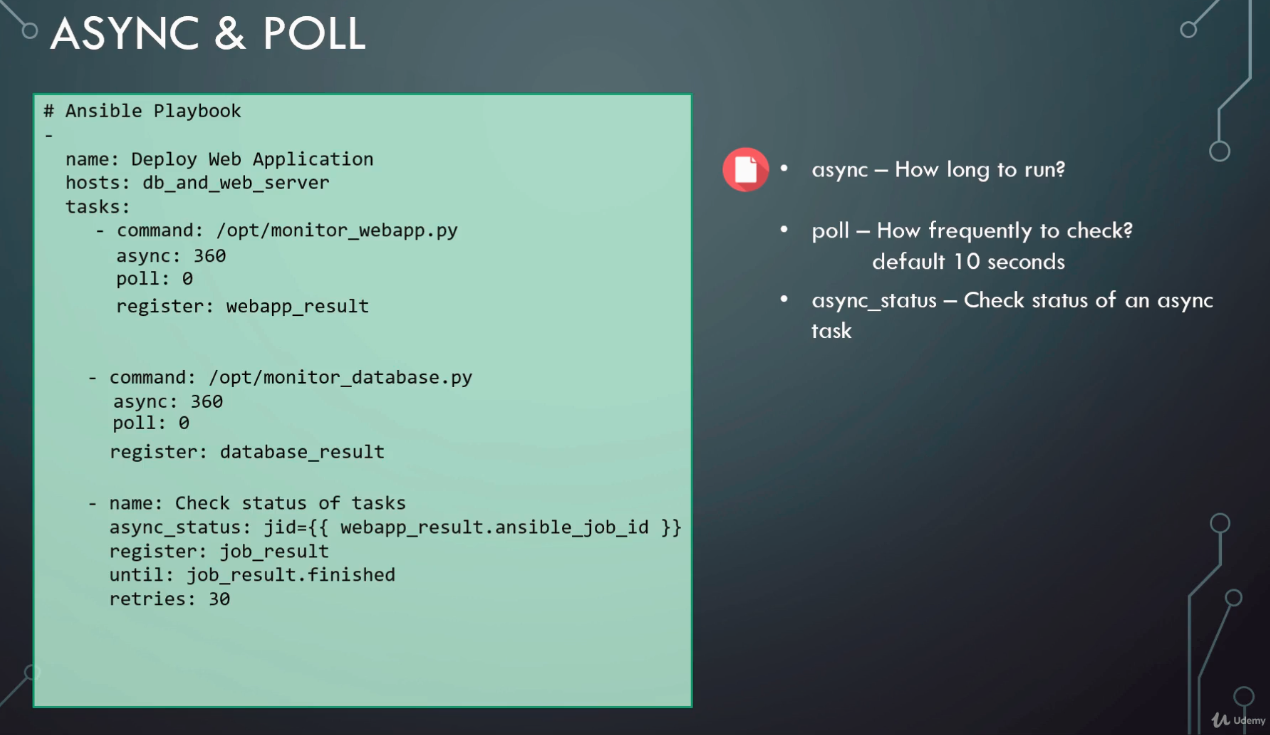 ASYNC & POLL
# Ansible Playbook
-
name: Deploy Web Application
hosts: db_and_web_server
tasks:
- command: /opt/monitor_webapp.py
async: 360
poll: 0
register: webapp_result
- command: /opt/monitor_database.py
async: 360
poll: 0
register: database_result
- name: Check status of tasks
async_status: jid={{ webapp_result.ansible_job_id }}
register: job_result
until: job_result.finished
retries: 30
• async – How long to run?
• poll – How frequently to check?
default 10 seconds
• async_status – Check status of an async
task
Udemy